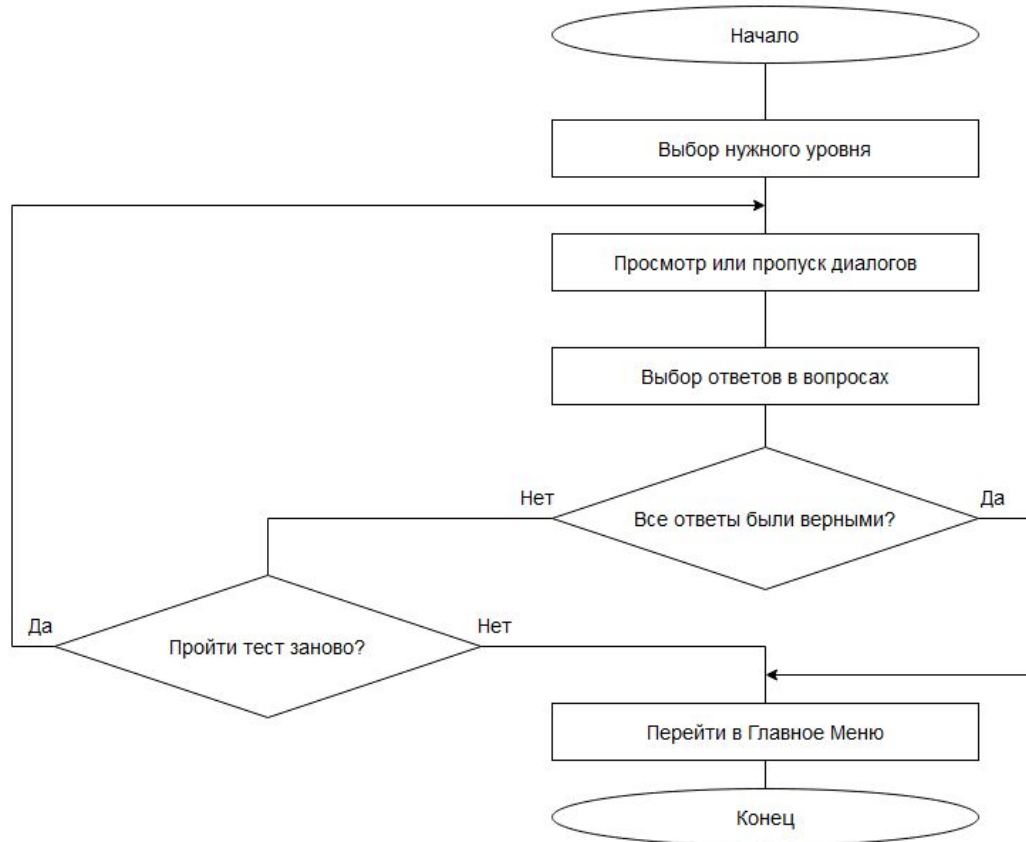 Начало
Выбор нужного уровня
Просмотр или пропуск диалогов
Выбор ответов в вопросах
Нет
Да
Все ответы были верными?
Да
Нет
Пройти тест заново?
Перейти в Главное Меню
Конец